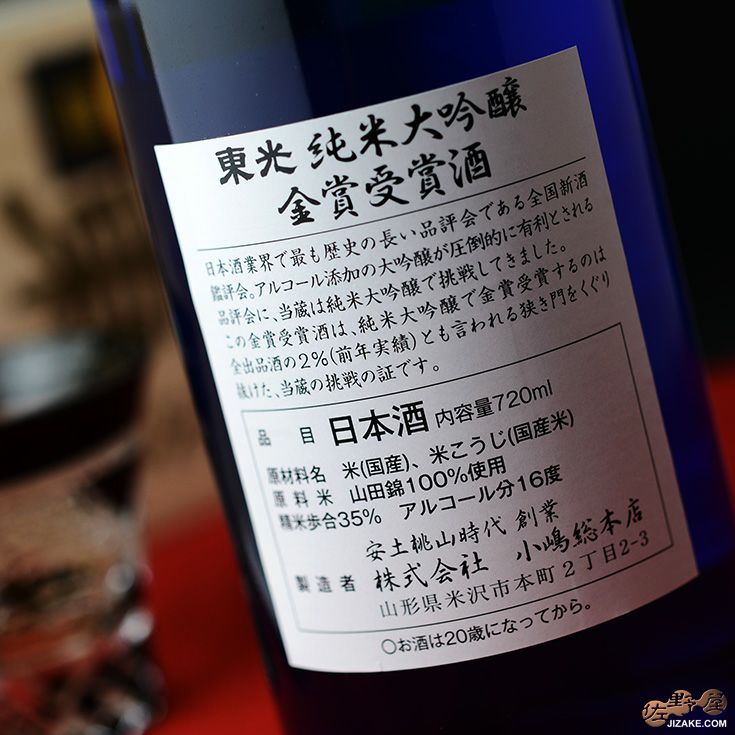 東光 純米大吟醸
金賞受賞酒
日本酒業界で最も歴史の長い品評会である全国新酒
鑑評会。アルコール添加の大吟醸が圧倒的に有利とされる
品評会に、当蔵は純米大吟醸で挑戦してきました。
この金賞受賞酒は、純米大吟醸で金賞受賞するのは
全出品酒の2%(前年実績)とも言われる狭き門をくぐり
抜けた、当蔵の挑戦の証です。
品目 日本酒 内容量720ml
原材料名 米(国産)、米こうじ(国産米)
原料米 山田錦100%使用
精米歩合35% アルコール分16度
安土桃山時代 創業
製造者 株式会社 小嶋総本店
山形県米沢市本町2丁目2-3
○お酒は20歳になってから。
佐野屋
JIZAKE.COM